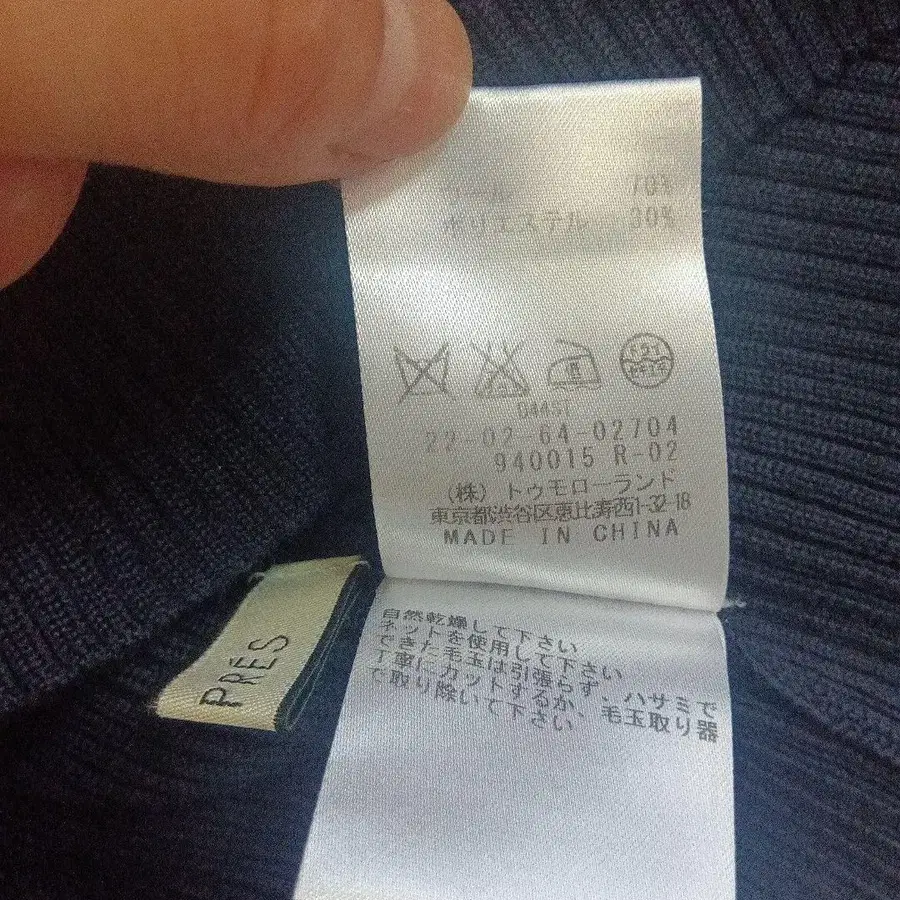 ウール 70%
ポリエステル 30%
D44ST
22-02-64-02704
940015 R-02
(株) トゥモローランド
東京都渋谷区恵比寿西1-32-18
MADE IN CHINA
自然乾燥して下さい
ネットを使用して下さい
できた毛玉は引張らず、ハサミで
丁寧にカットするか、毛玉取り器
で取り除いて下さい
PRÉS